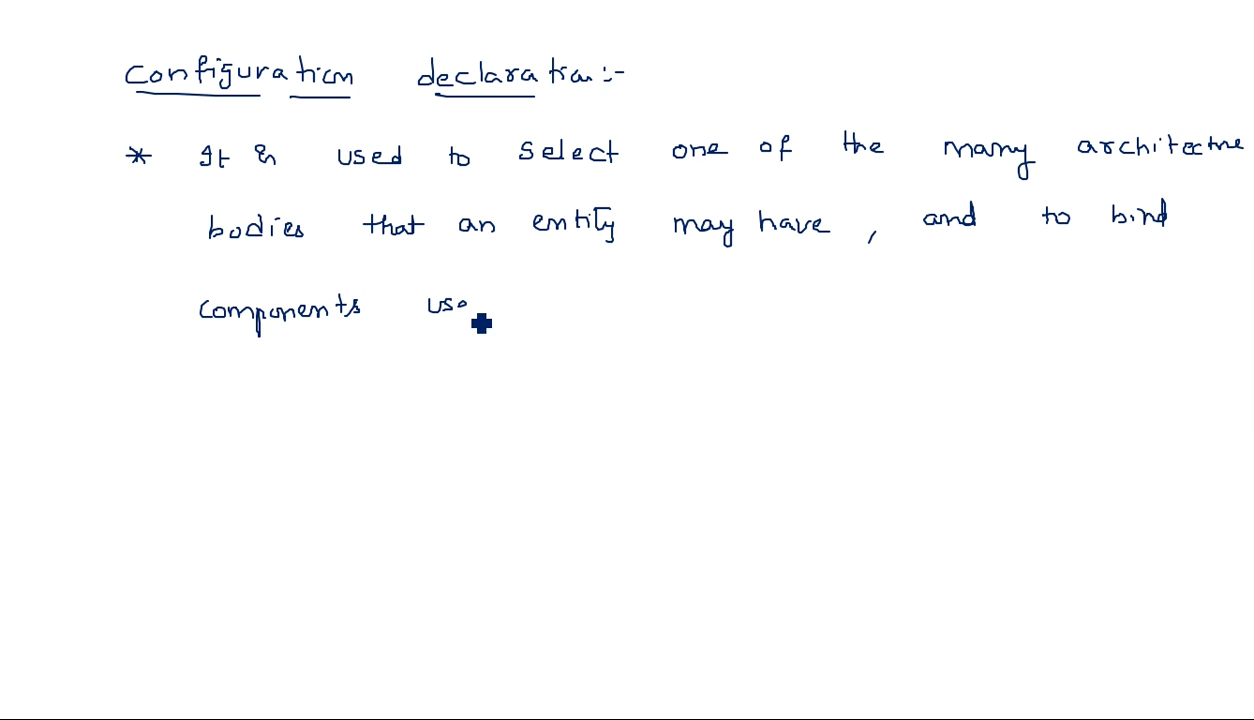 Configuration declaration :-
* It is used to select one of the many architecture
bodies that an entity may have , and to bind
components use